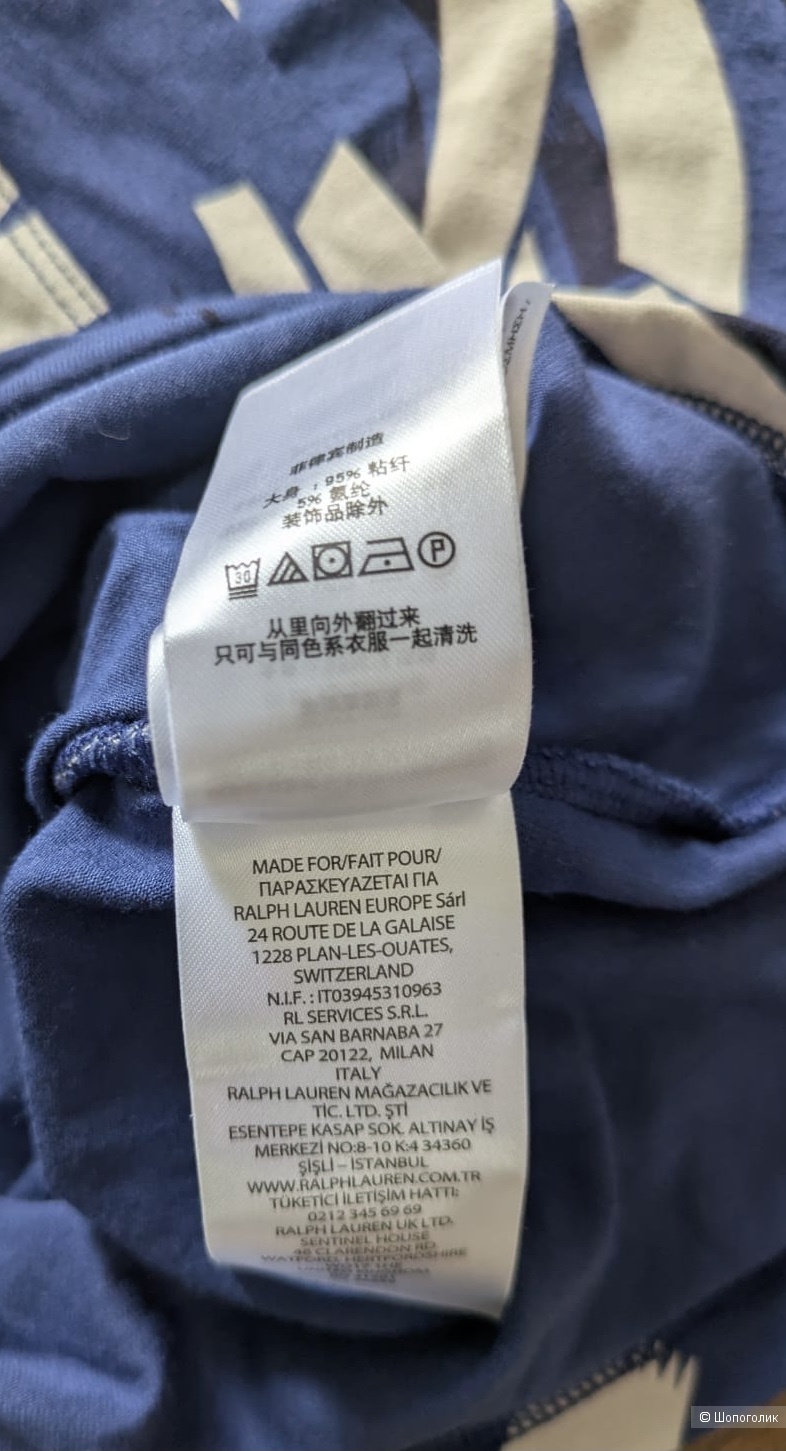 菲律宾制造
大身：95% 粘纤
5% 氨纶
装饰品除外
30
P
从里向外翻过来
只可与同色系衣服一起清洗
MADE FOR/FAIT POUR/
ΠΑΡΑΣΚΕΥΑΖΕΤΑΙ ΓΙΑ
RALPH LAUREN EUROPE Sárl
24 ROUTE DE LA GALAISE
1228 PLAN-LES-OUATES,
SWITZERLAND
N.I.F. : IT03945310963
RL SERVICES S.R.L.
VIA SAN BARNABA 27
CAP 20122, MILAN
ITALY
RALPH LAUREN MAĞAZACILIK VE
TİC. LTD. ŞTİ
ESENTEPE KASAP SOK. ALTINAY İŞ
MERKEZİ NO:8-10 K:4 34360
ŞİŞLİ – İSTANBUL
WWW.RALPHLAUREN.COM.TR
TÜKETİCİ İLETİŞİM HATTI:
0212 345 69 69
RALPH LAUREN UK LTD.
SENTINEL HOUSE
46 CLARENDON RD.
WATFORD, HERTFORDSHIRE
© Шопоголик